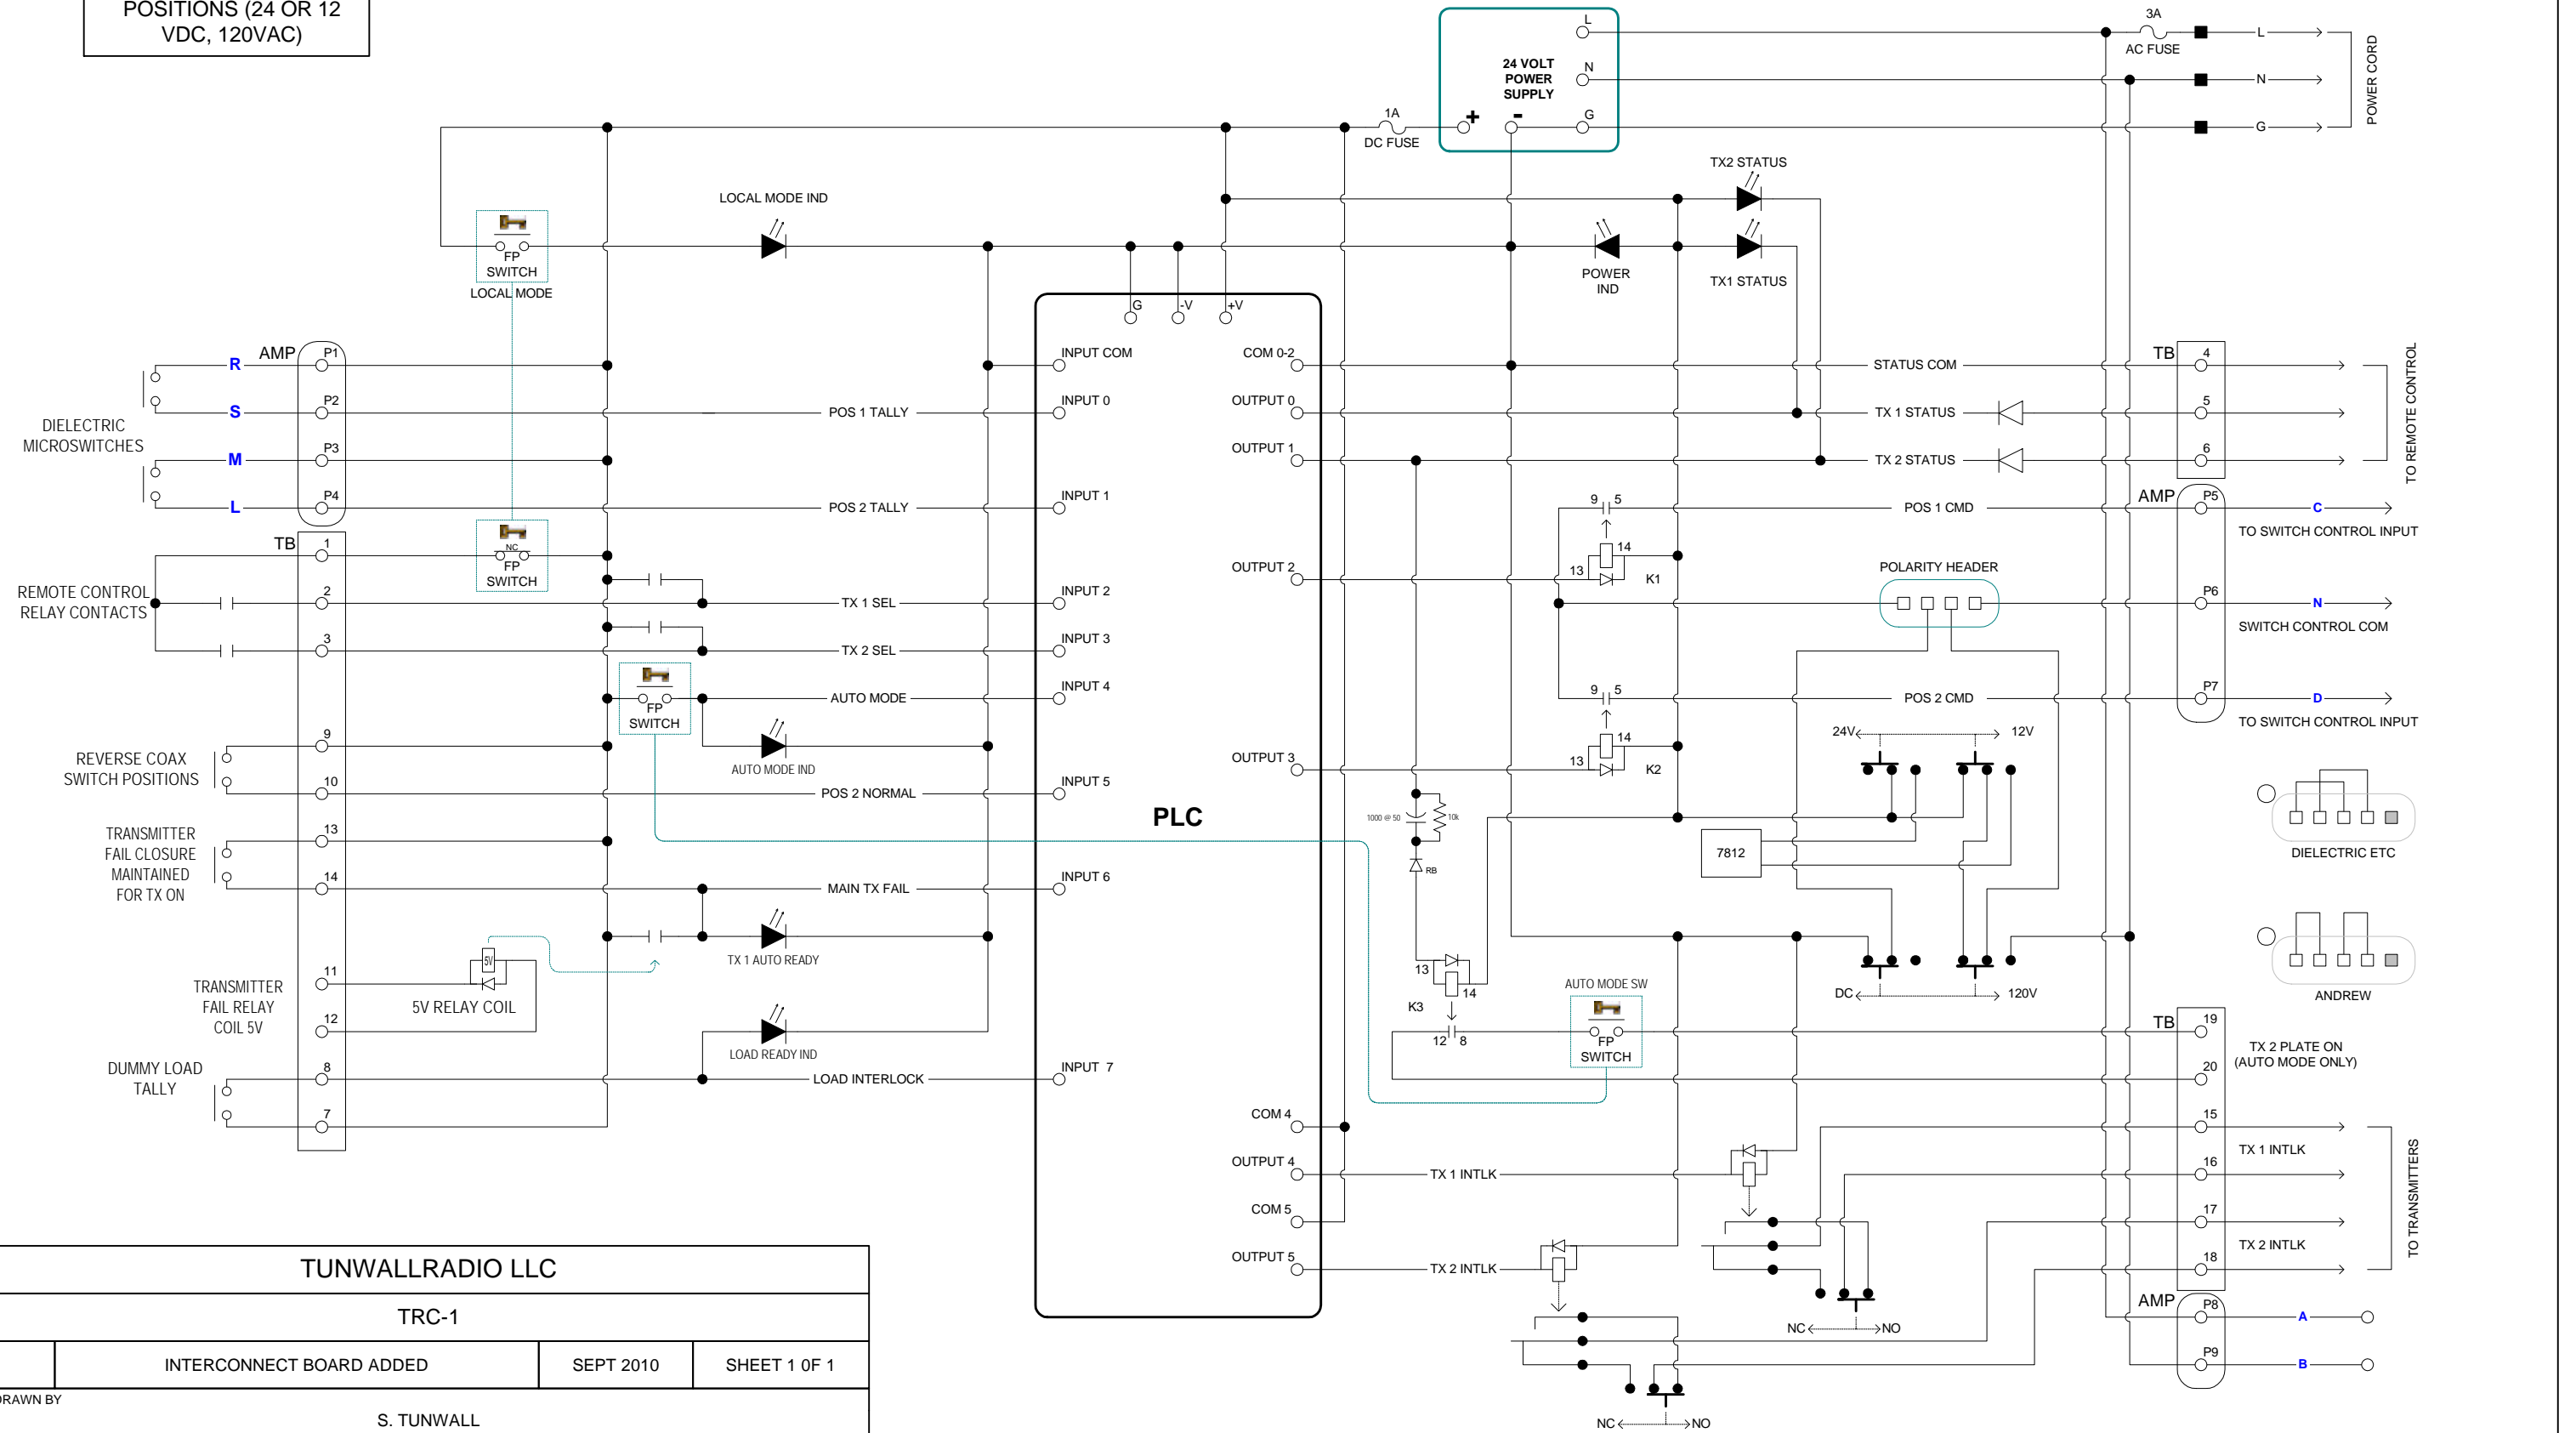 POSITIONS (24 OR 12
VDC, 120VAC)
L
N
G
24 VOLT
POWER
SUPPLY
+
-
1A
DC FUSE
3A
AC FUSE
L
N
G
POWER CORD
TX2 STATUS
TX1 STATUS
POWER
IND
LOCAL MODE IND
FP
SWITCH
LOCAL MODE
G
-V
+V
DIELECTRIC
MICROSWITCHES
R
S
M
L
AMP
P1
P2
P3
P4
POS 1 TALLY
POS 2 TALLY
INPUT COM
INPUT 0
INPUT 1
INPUT 2
INPUT 3
INPUT 4
INPUT 5
INPUT 6
INPUT 7
PLC
COM 0-2
OUTPUT 0
OUTPUT 1
OUTPUT 2
OUTPUT 3
COM 4
OUTPUT 4
COM 5
OUTPUT 5
TB
1
2
3
NC
FP
SWITCH
REMOTE CONTROL
RELAY CONTACTS
TX 1 SEL
TX 2 SEL
FP
SWITCH
AUTO MODE
AUTO MODE IND
REVERSE COAX
SWITCH POSITIONS
9
10
POS 2 NORMAL
TRANSMITTER
FAIL CLOSURE
MAINTAINED
FOR TX ON
13
14
MAIN TX FAIL
TX 1 AUTO READY
TRANSMITTER
FAIL RELAY
COIL 5V
11
12
5V
5V RELAY COIL
DUMMY LOAD
TALLY
8
7
LOAD READY IND
LOAD INTERLOCK
STATUS COM
TX 1 STATUS
TX 2 STATUS
TB
4
5
6
TO REMOTE CONTROL
9
5
14
13
K1
POS 1 CMD
AMP
P5
C
TO SWITCH CONTROL INPUT
POLARITY HEADER
P6
N
SWITCH CONTROL COM
9
5
14
13
K2
POS 2 CMD
P7
D
TO SWITCH CONTROL INPUT
24V
12V
1000 @ 50
10k
RB
7812
DIELECTRIC ETC
ANDREW
13
14
K3
12
8
AUTO MODE SW
FP
SWITCH
DC
120V
TB
19
20
TX 2 PLATE ON
(AUTO MODE ONLY)
15
16
17
18
TX 1 INTLK
TX 2 INTLK
TX 1 INTLK
TX 2 INTLK
TO TRANSMITTERS
NC
NO
NC
NO
AMP
P8
P9
A
B
TUNWALLRADIO LLC
TRC-1
INTERCONNECT BOARD ADDED
SEPT 2010
SHEET 1 0F 1
DRAWN BY
S. TUNWALL